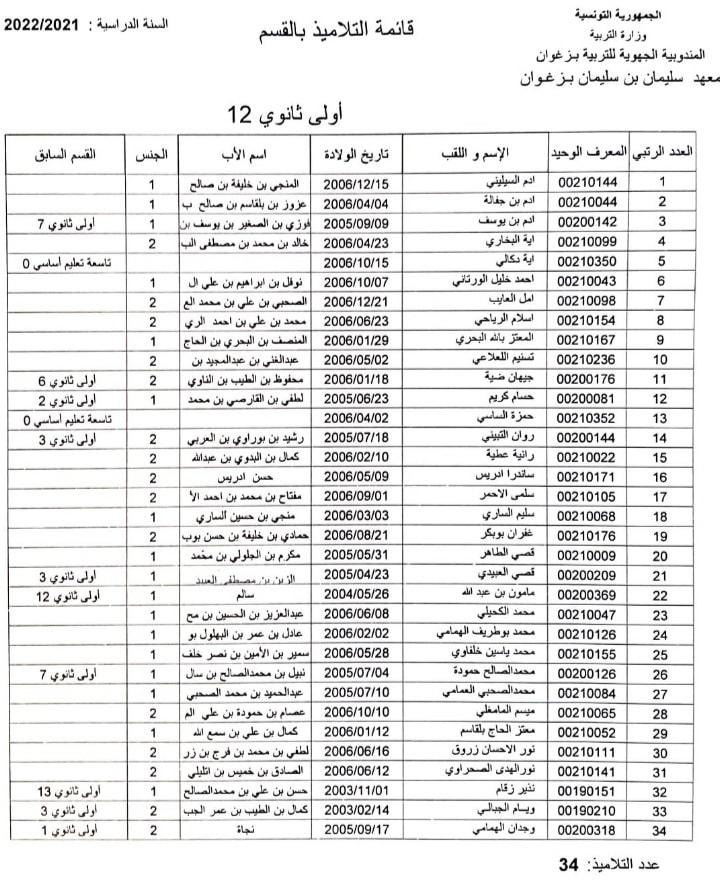 الجمهورية التونسية
وزارة التربية
المندوبية الجهوية للتربية بـزغوان
معهد سليمان بن سليمان بـزغوان
قائمة التلاميذ بالقسم
السنة الدراسية : 2022/2021
أولى ثانوي 12
العدد الرتبي المعرف الوحيد الإسم و اللقب تاريخ الولادة اسم الأب الجنس القسم السابق
1 00210144 ادم السيليني 2006/12/15 المنجي بن خليفة بن صالح 1
2 00210044 ادم بن جفالة 2006/04/04 عزوز بن بلقاسم بن صالح ب 1
3 00200142 ادم بن يوسف 2005/09/09 فوزي بن الصغير بن يوسف بن 1 أولى ثانوي 7
4 00210099 اية البخاري 2006/04/23 خالد بن محمد بن مصطفى الب 2
5 00210350 اية دكالي 2006/10/15 تاسعة تعليم أساسي 0
6 00210043 احمد خليل الورتاني 2006/10/07 نوفل بن ابراهيم بن علي ال 1
7 00210098 امل العايب 2006/12/21 الصحبي بن علي بن محمد الع 2
8 00210154 اسلام الرياحي 2006/06/23 محمد بن علي بن احمد الري 2
9 00210167 المعتز بالله البحري 2006/01/29 المنصف بن البحري بن الحاج 1
10 00210236 تسنيم اللعلاعي 2006/05/02 عبدالغني بن عبدالمجيد بن 2
11 00200176 جيهان ضية 2006/01/18 محفوظ بن الطيب بن الناوي 2 أولى ثانوي 6
12 00200081 حسام كريم 2005/06/23 لطفي بن القارصي بن محمد 1 أولى ثانوي 2
13 00210352 حمزة الساسي 2006/04/02 تاسعة تعليم أساسي 0
14 00200144 روان التبيني 2005/07/18 رشيد بن بوراوي بن العربي 2 أولى ثانوي 3
15 00210022 رانية عطية 2006/02/10 كمال بن البدوي بن عبدالله 2
16 00210171 ساندرا ادريس 2006/05/09 حسن ادريس 2
17 00210105 سلمى الاحمر 2006/09/01 مفتاح بن محمد بن احمد الأ 2
18 00210068 سليم الساري 2006/03/03 منجي بن حسين الساري 1
19 00210176 غفران بوبكر 2006/08/21 حمادي بن خليفة بن حسن بوب 2
20 00210009 قصي الطاهر 2005/05/31 مكرم بن الجلولي بن محمد 1
21 00200209 قصي العبيدي 2005/04/23 الزين بن مصطفى العبيد 1 أولى ثانوي 3
22 00200369 مامون بن عبد الله 2004/05/26 سالم 1 أولى ثانوي 12
23 00210047 محمد الكحيلي 2006/06/08 عبدالعزيز بن الحسين بن مح 1
24 00210126 محمد بوطريف الهمامي 2006/02/02 عادل بن عمر بن البهلول بو 1
25 00210155 محمد ياسين خلفاوي 2006/05/28 سمير بن الأمين بن نصر خلف 1
26 00200126 محمدالصالح حمودة 2005/07/04 نبيل بن محمدالصالح بن سال 1 أولى ثانوي 7
27 00210084 محمدالصحبي العمامي 2005/07/10 عبدالحميد بن محمد الصحبي 1
28 00210065 ميسم المامغلي 2006/10/10 عصام بن حمودة بن علي الم 2
29 00210052 معتز الحاج بلقاسم 2006/01/12 كمال بن علي بن سمع الله 1
30 00210111 نور الاحسان زروق 2006/06/16 لطفي بن محمد بن فرج بن زر 2
31 00210141 نورالهدى الصحراوي 2006/06/12 الصادق بن خميس بن 2
32 00190151 نذير زقام 2003/11/01 حسن بن علي بن محمدالصالح 1 أولى ثانوي 13
33 00190210 ويسام الجبالي 2003/02/14 كمال بن الطيب بن عمر الجب 2 أولى ثانوي 3
34 00200318 وجدان الهمامي 2005/09/17 نجاة 2 أولى ثانوي 1
عدد التلاميذ: 34